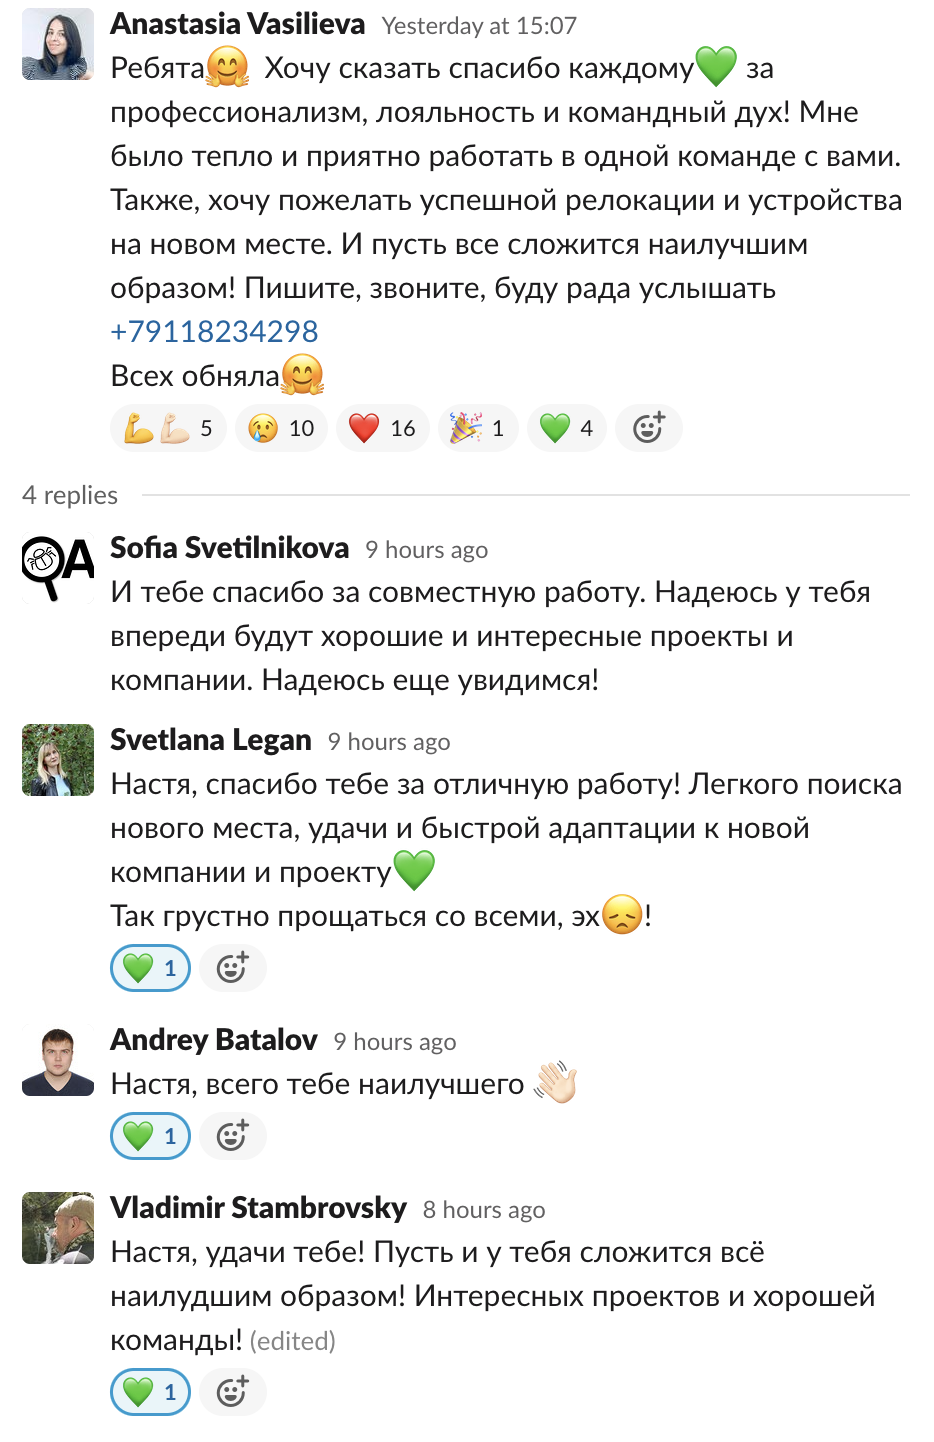 Anastasia Vasilieva Yesterday at 15:07
Ребята🤗 Хочу сказать спасибо каждому💚 за
профессионализм, лояльность и командный дух! Мне
было тепло и приятно работать в одной команде с вами.
Также, хочу пожелать успешной релокации и устройства
на новом месте. И пусть все сложится наилучшим
образом! Пишите, звоните, буду рада услышать
+79118234298
Всех обняла🤗
💪💪🏻 5 😢 10 ❤️ 16 🎉 1 💚 4
4 replies
QA
Sofia Svetilnikova 9 hours ago
И тебе спасибо за совместную работу. Надеюсь у тебя
впереди будут хорошие и интересные проекты и
компании. Надеюсь еще увидимся!
Svetlana Legan 9 hours ago
Настя, спасибо тебе за отличную работу! Легкого поиска
нового места, удачи и быстрой адаптации к новой
компании и проекту💚
Так грустно прощаться со всеми, эх😞!
💚 1
Andrey Batalov 9 hours ago
Настя, всего тебе наилучшего 👋🏻
💚 1
Vladimir Stambrovsky 8 hours ago
Настя, удачи тебе! Пусть и у тебя сложится всё
наилудшим образом! Интересных проектов и хорошей
команды! (edited)
💚 1